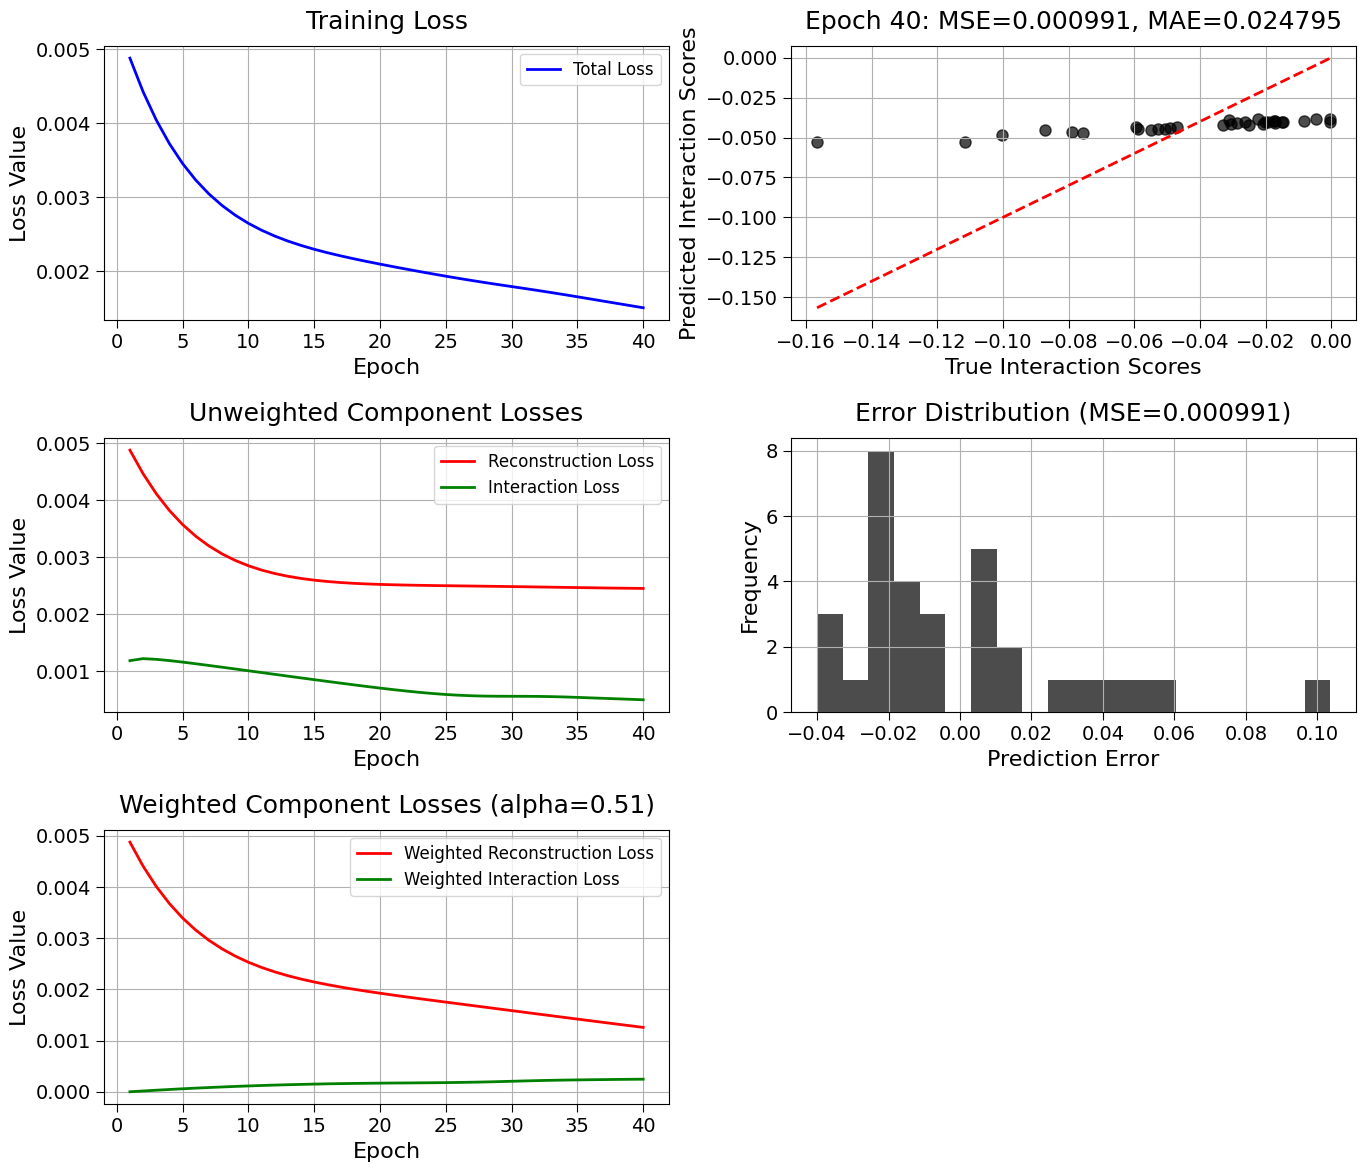 Training Loss
Loss Value
0.005
0.004
0.003
0.002
Total Loss
0 5 10 15 20 25 30 35 40
Epoch
Epoch 40: MSE=0.000991, MAE=0.024795
Predicted Interaction Scores
0.000
−0.025
−0.050
−0.075
−0.100
−0.125
−0.150
−0.16 −0.14 −0.12 −0.10 −0.08 −0.06 −0.04 −0.02 0.00
True Interaction Scores
Unweighted Component Losses
Loss Value
0.005
0.004
0.003
0.002
0.001
Reconstruction Loss
Interaction Loss
0 5 10 15 20 25 30 35 40
Epoch
Error Distribution (MSE=0.000991)
Frequency
8
6
4
2
0
−0.04 −0.02 0.00 0.02 0.04 0.06 0.08 0.10
Prediction Error
Weighted Component Losses (alpha=0.51)
Loss Value
0.005
0.004
0.003
0.002
0.001
0.000
Weighted Reconstruction Loss
Weighted Interaction Loss
0 5 10 15 20 25 30 35 40
Epoch